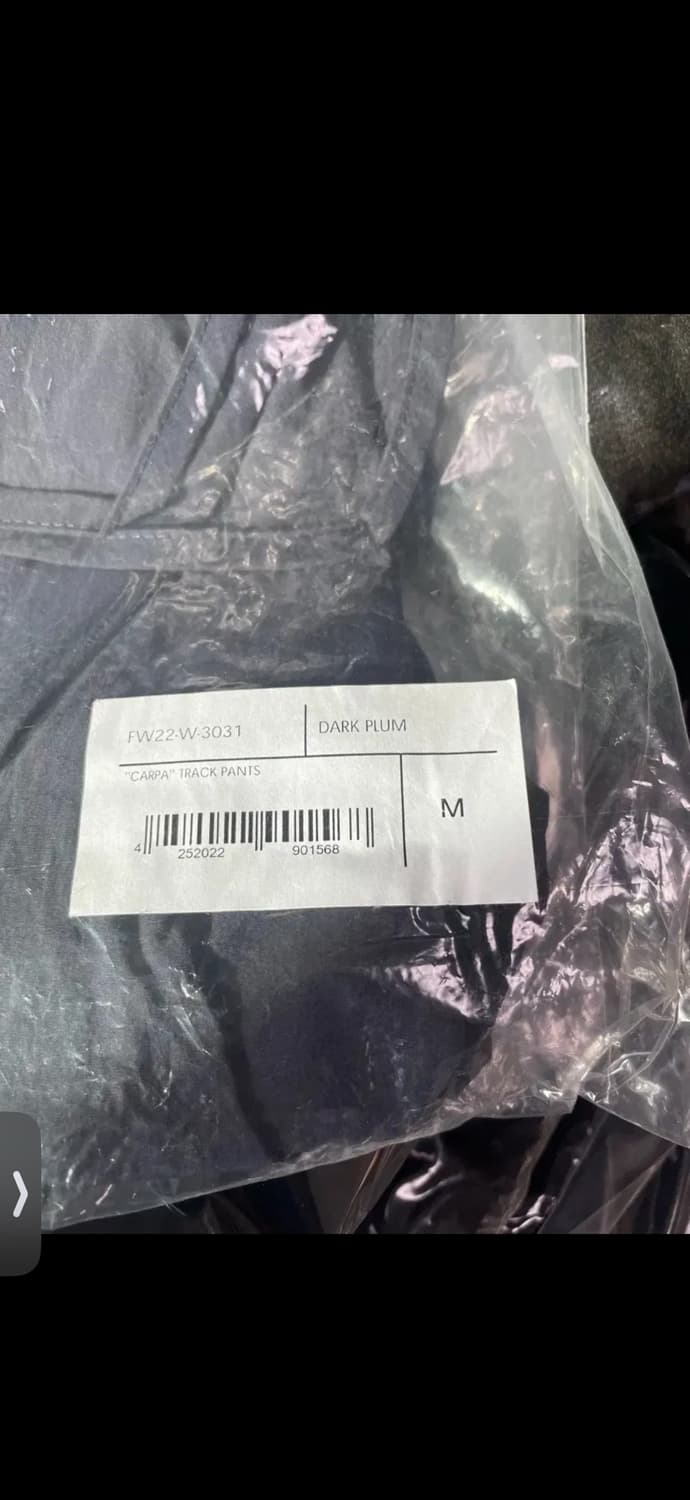 FW22-W-3031
DARK PLUM
"CARPA" TRACK PANTS
M
4 252022 901568